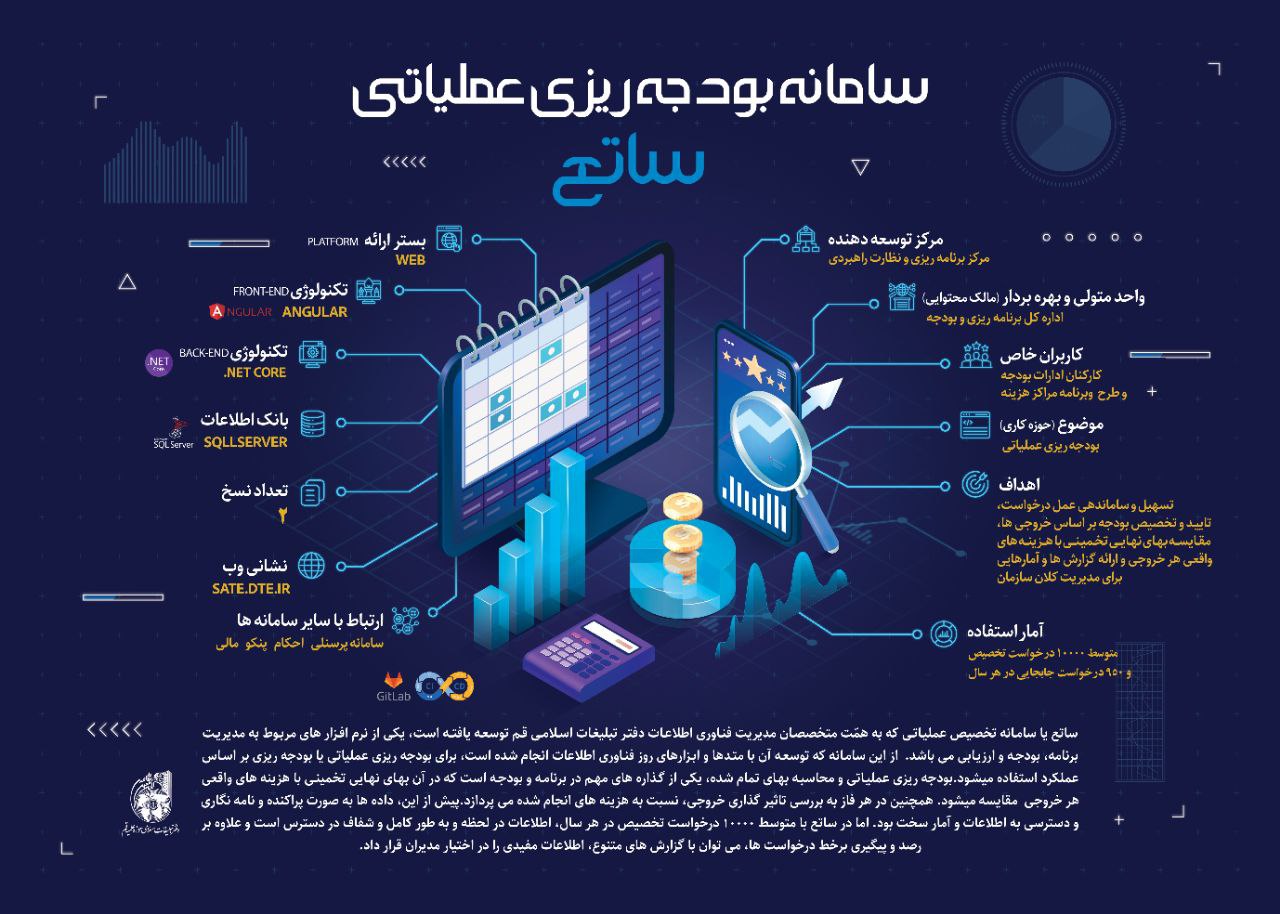 سامانه بودجه ریزی عملیاتی
ساتع
مرکز توسعه دهنده
مرکز برنامه ریزی و نظارت راهبردی
واحد متولی و بهره بردار (مالک محتوایی)
اداره کل برنامه ریزی و بودجه
کاربران خاص
کارکنان ادارات بودجه
و طرح وبرنامه مراکز هزینه
موضوع (حوزه کاری)
بودجه ریزی عملیاتی
اهداف
تسهیل و ساماندهی عمل درخواست،
تایید و تخصیص بودجه بر اساس خروجی ها،
مقایسه بهای نهایی تخمینی با هزینه های
واقعی هر خروجی و ارائه گزارش ها و آمارهایی
برای مدیریت کلان سازمان
آمار استفاده
متوسط ۱۰۰۰۰ درخواست تخصیص
و ۹۵۰ درخواست جابجایی در هر سال
بستر ارائه PLATFORM
WEB
تکنولوژی FRONT-END
ANGULAR ANGULAR
تکنولوژی BACK-END
.NET CORE
.NET Core
بانک اطلاعات
SQLLSERVER
SQL Server
تعداد نسخ
۲
نشانی وب
SATE.DTE.IR
ارتباط با سایر سامانه ها
سامانه پرسنلی احکام پنکو مالی
GitLab CI CD
ساتع یا سامانه تخصیص عملیاتی که به همّت متخصصان مدیریت فناوری اطلاعات دفتر تبلیغات اسلامی قم توسعه یافته است، یکی از نرم افزار های مربوط به مدیریت
برنامه، بودجه و ارزیابی می باشد. از این سامانه که توسعه آن با متدها و ابزارهای روز فناوری اطلاعات انجام شده است، برای بودجه ریزی عملیاتی یا بودجه ریزی بر اساس
عملکرد استفاده میشود.بودجه ریزی عملیاتی و محاسبه بهای تمام شده، یکی از گذاره های مهم در برنامه و بودجه است که در آن بهای نهایی تخمینی با هزینه های واقعی
هر خروجی مقایسه میشود. همچنین در هر فاز به بررسی تاثیر گذاری خروجی، نسبت به هزینه های انجام شده می پردازد.پیش از این، داده ها به صورت پراکنده و نامه نگاری
و دسترسی به اطلاعات و آمار سخت بود. اما در ساتع با متوسط ۱۰۰۰۰ درخواست تخصیص در هر سال، اطلاعات در لحظه و به طور کامل و شفاف در دسترس است و علاوه بر
رصد و پیگیری برخط درخواست ها، می توان با گزارش های متنوع، اطلاعات مفیدی را در اختیار مدیران قرار داد.